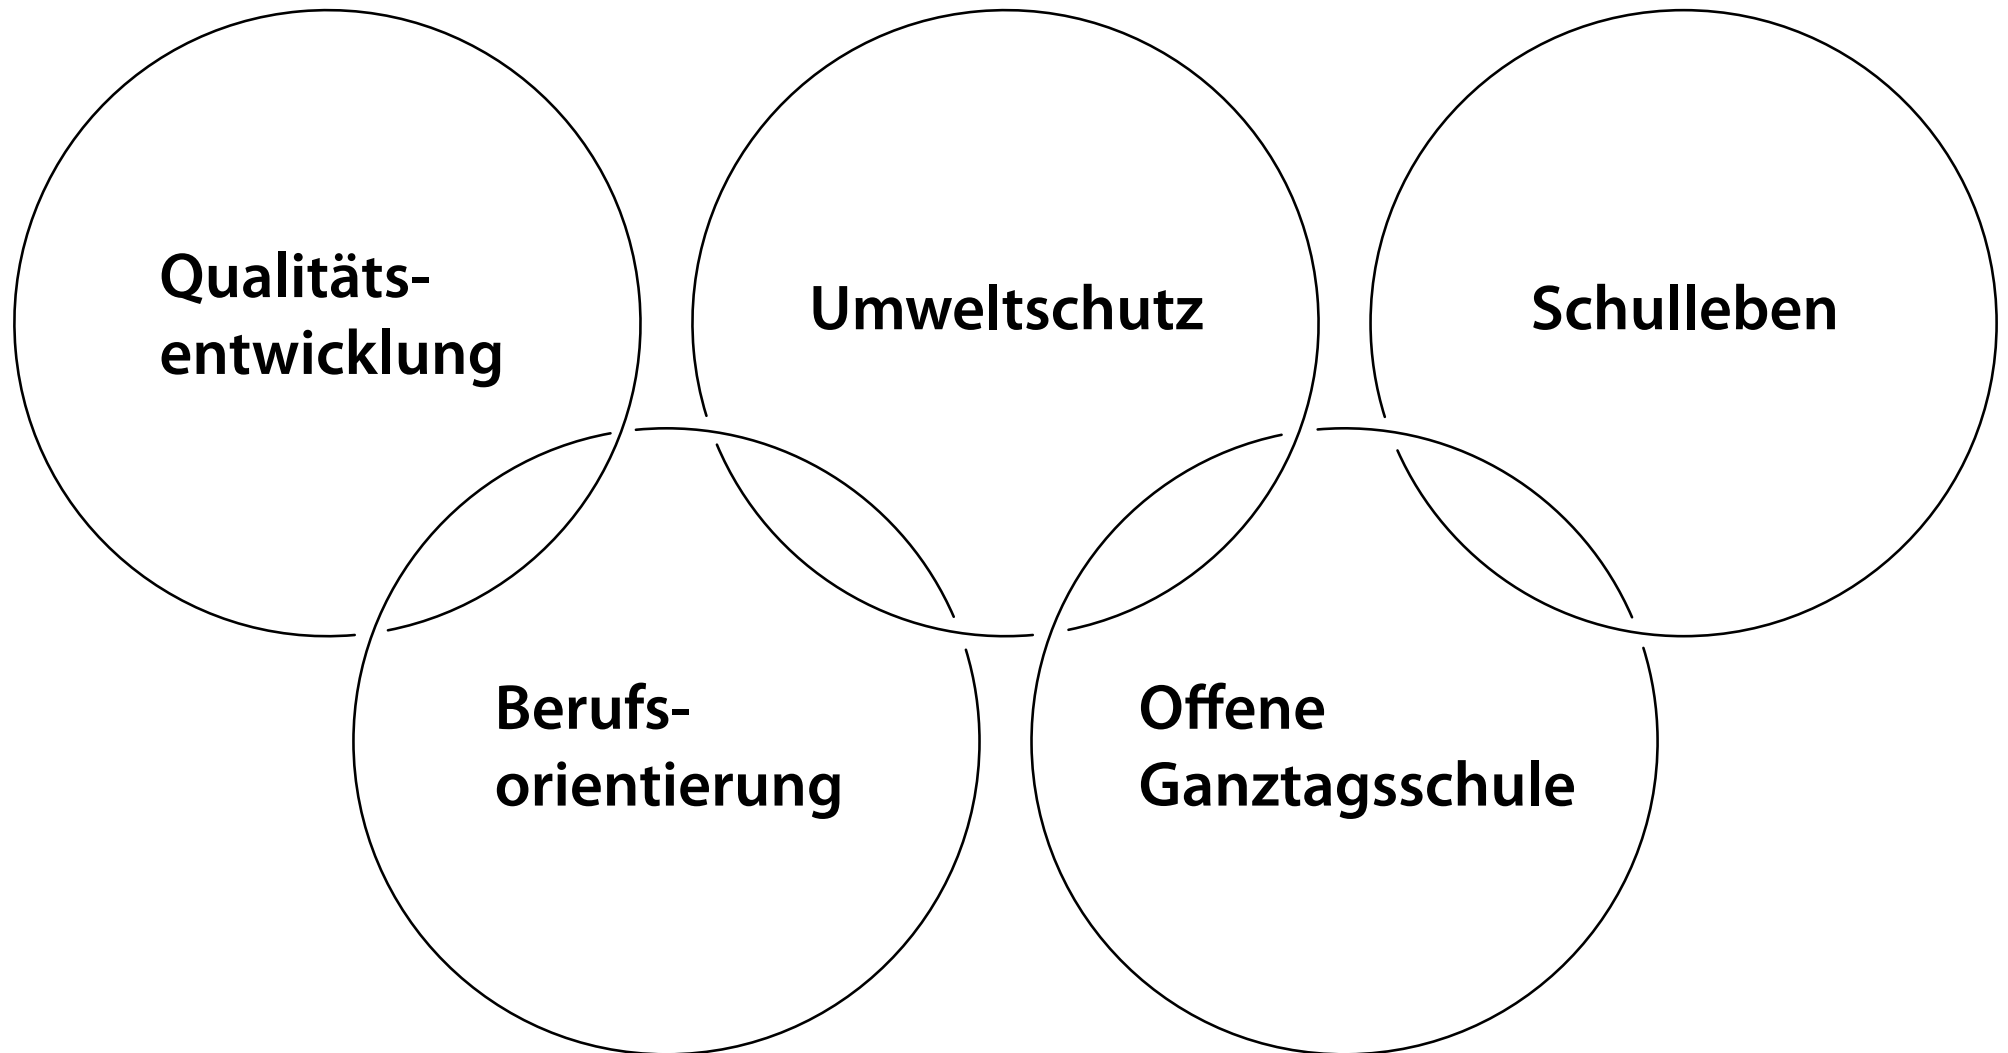 Qualitäts-
entwicklung
Umweltschutz
Schulleben
Berufs-
orientierung
Offene
Ganztagsschule